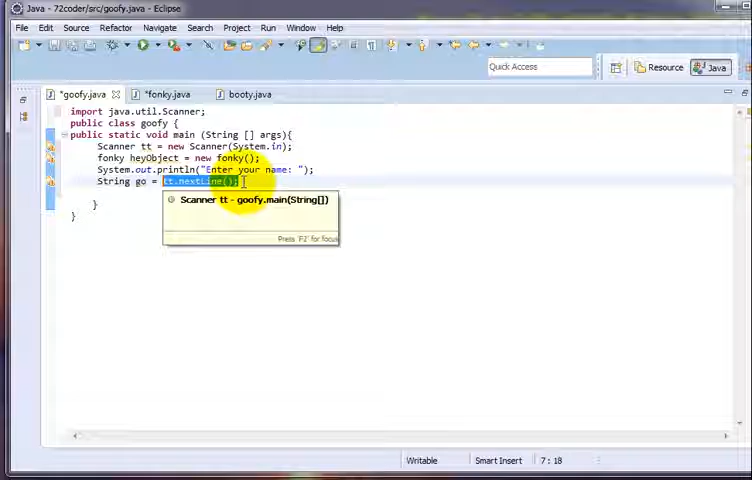 Java - 72coder/src/goofy.java - Eclipse
File Edit Source Refactor Navigate Search Project Run Window Help
Quick Access
Resource
Java
*goofy.java
*fonky.java
booty.java
import java.util.Scanner;
public class goofy {
public static void main (String [] args){
Scanner tt = new Scanner(System.in);
fonky heyObject = new fonky();
System.out.println("Enter your name: ");
String go = tt.nextLine();
Scanner tt - goofy.main(String[])
Press 'F2' for focus
}
}
Writable
Smart Insert
7 : 18